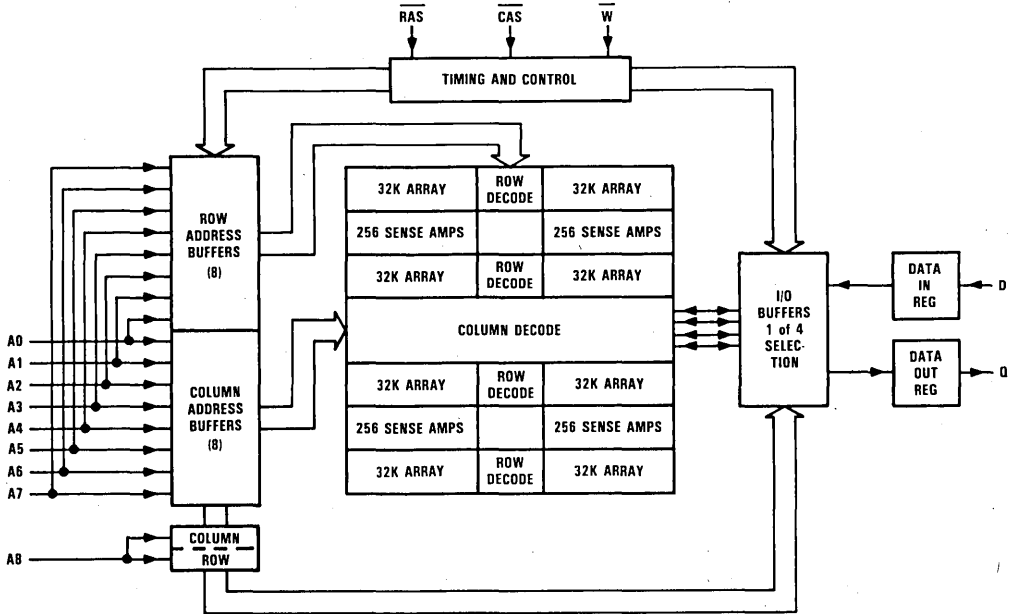 RAS CAS W
TIMING AND CONTROL
ROW
ADDRESS
BUFFERS
(8)
32K ARRAY
ROW
DECODE
32K ARRAY
256 SENSE AMPS
256 SENSE AMPS
32K ARRAY
ROW
DECODE
32K ARRAY
COLUMN DECODE
32K ARRAY
ROW
DECODE
32K ARRAY
256 SENSE AMPS
256 SENSE AMPS
32K ARRAY
ROW
DECODE
32K ARRAY
I/O
BUFFERS
1 of 4
SELEC-
TION
DATA
IN
REG
D
DATA
OUT
REG
Q
A0
A1
A2
A3
A4
A5
A6
A7
COLUMN
ADDRESS
BUFFERS
(8)
A8
COLUMN
ROW